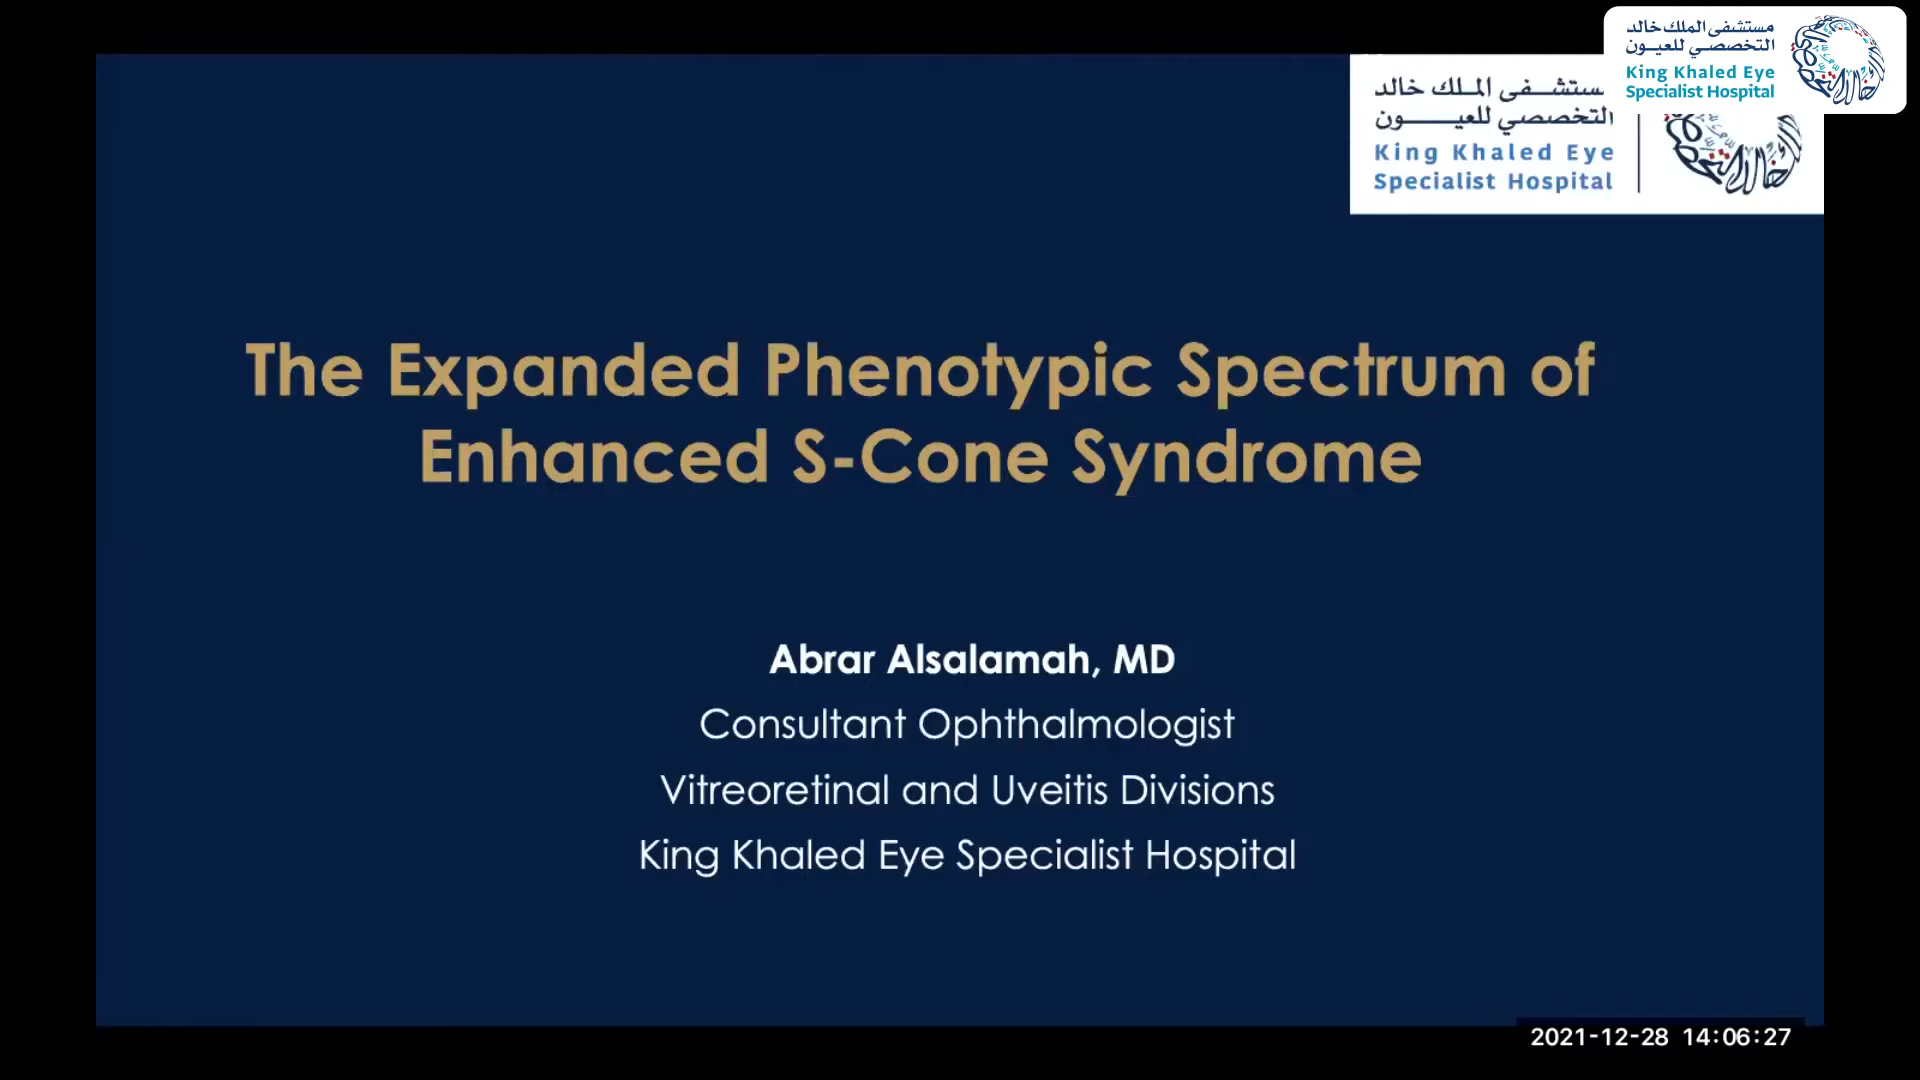 مستشفى الملك خالد
التخصصي للعيون
King Khaled Eye
Specialist Hospital
الملك خالد
التخصصي للعيون
King Khaled Eye
Specialist Hospital
The Expanded Phenotypic Spectrum of
Enhanced S-Cone Syndrome
Abrar Alsalamah, MD
Consultant Ophthalmologist
Vitreoretinal and Uveitis Divisions
King Khaled Eye Specialist Hospital
2021-12-28 14:06:27